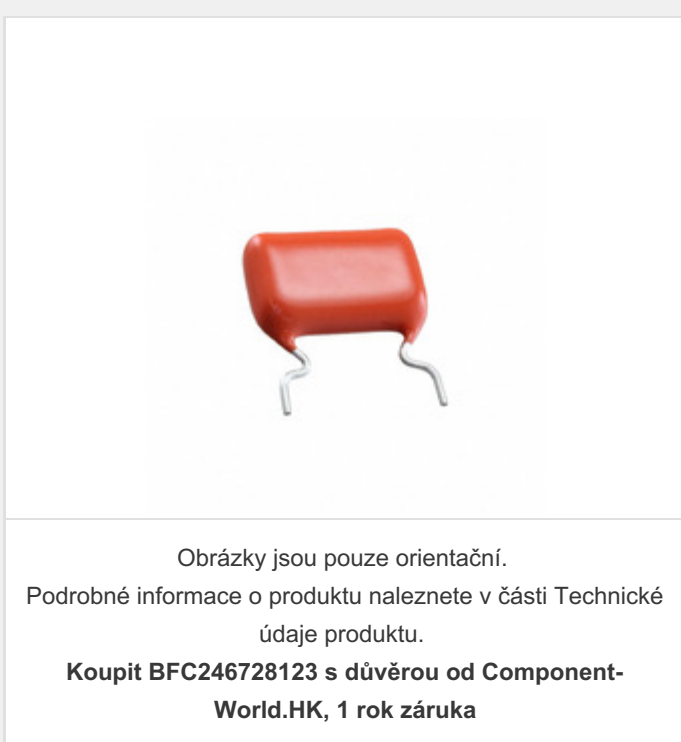 Obrázky jsou pouze orientační.
Podrobné informace o produktu naleznete v části Technické
údaje produktu.
Koupit BFC246728123 s důvěrou od Component-
World.HK, 1 rok záruka